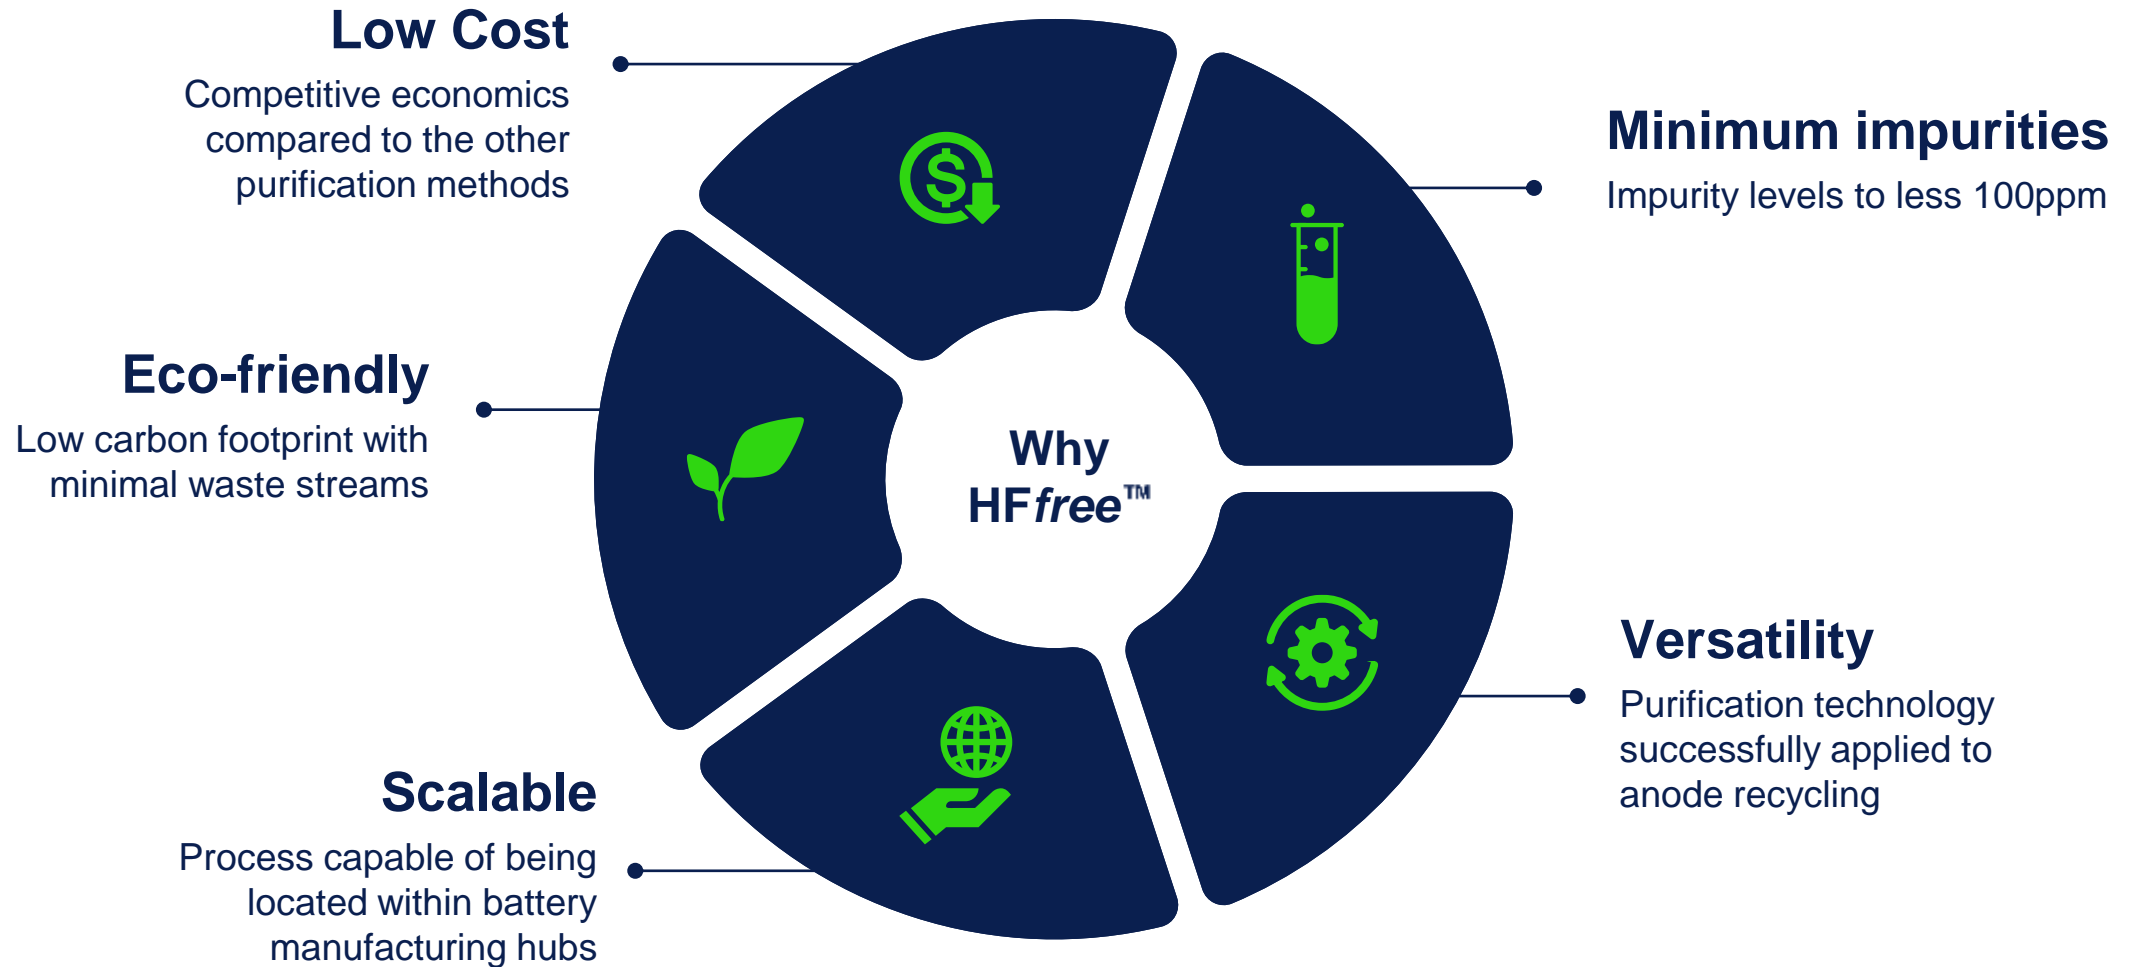 Low Cost
Competitive economics
compared to the other
purification methods
Minimum impurities
Impurity levels to less 100ppm
Eco-friendly
Low carbon footprint with
minimal waste streams
Why
HFfree™
Versatility
Purification technology
successfully applied to
anode recycling
Scalable
Process capable of being
located within battery
manufacturing hubs